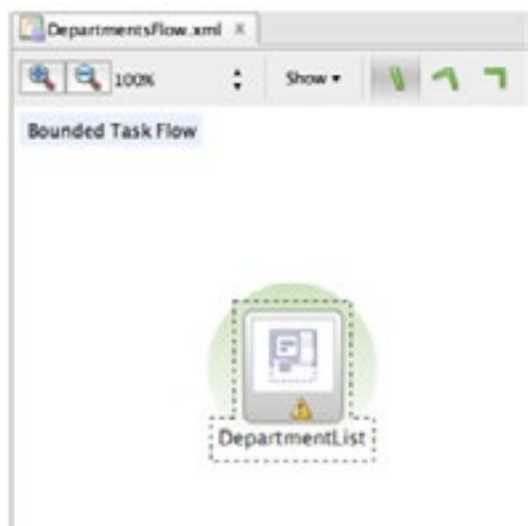 DepartmentsFlow.xml
100% Show
Bounded Task Flow
DepartmentList